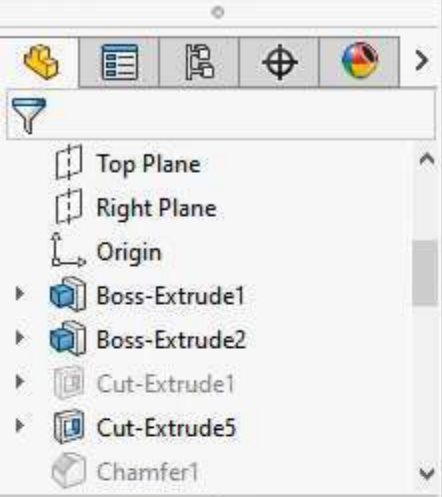 Top Plane
Right Plane
Origin
Boss-Extrude1
Boss-Extrude2
Cut-Extrude1
Cut-Extrude5
Chamfer1